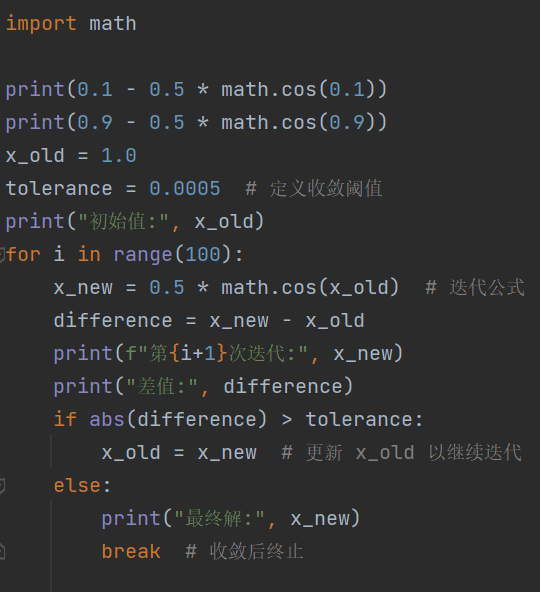 import math

print(0.1 - 0.5 * math.cos(0.1))
print(0.9 - 0.5 * math.cos(0.9))
x_old = 1.0
tolerance = 0.0005  # 定义收敛阈值
print("初始值:", x_old)
for i in range(100):
    x_new = 0.5 * math.cos(x_old)  # 迭代公式
    difference = x_new - x_old
    print(f"第{i+1}次迭代:", x_new)
    print("差值:", difference)
    if abs(difference) > tolerance:
        x_old = x_new  # 更新 x_old 以继续迭代
    else:
        print("最终解:", x_new)
        break  # 收敛后终止